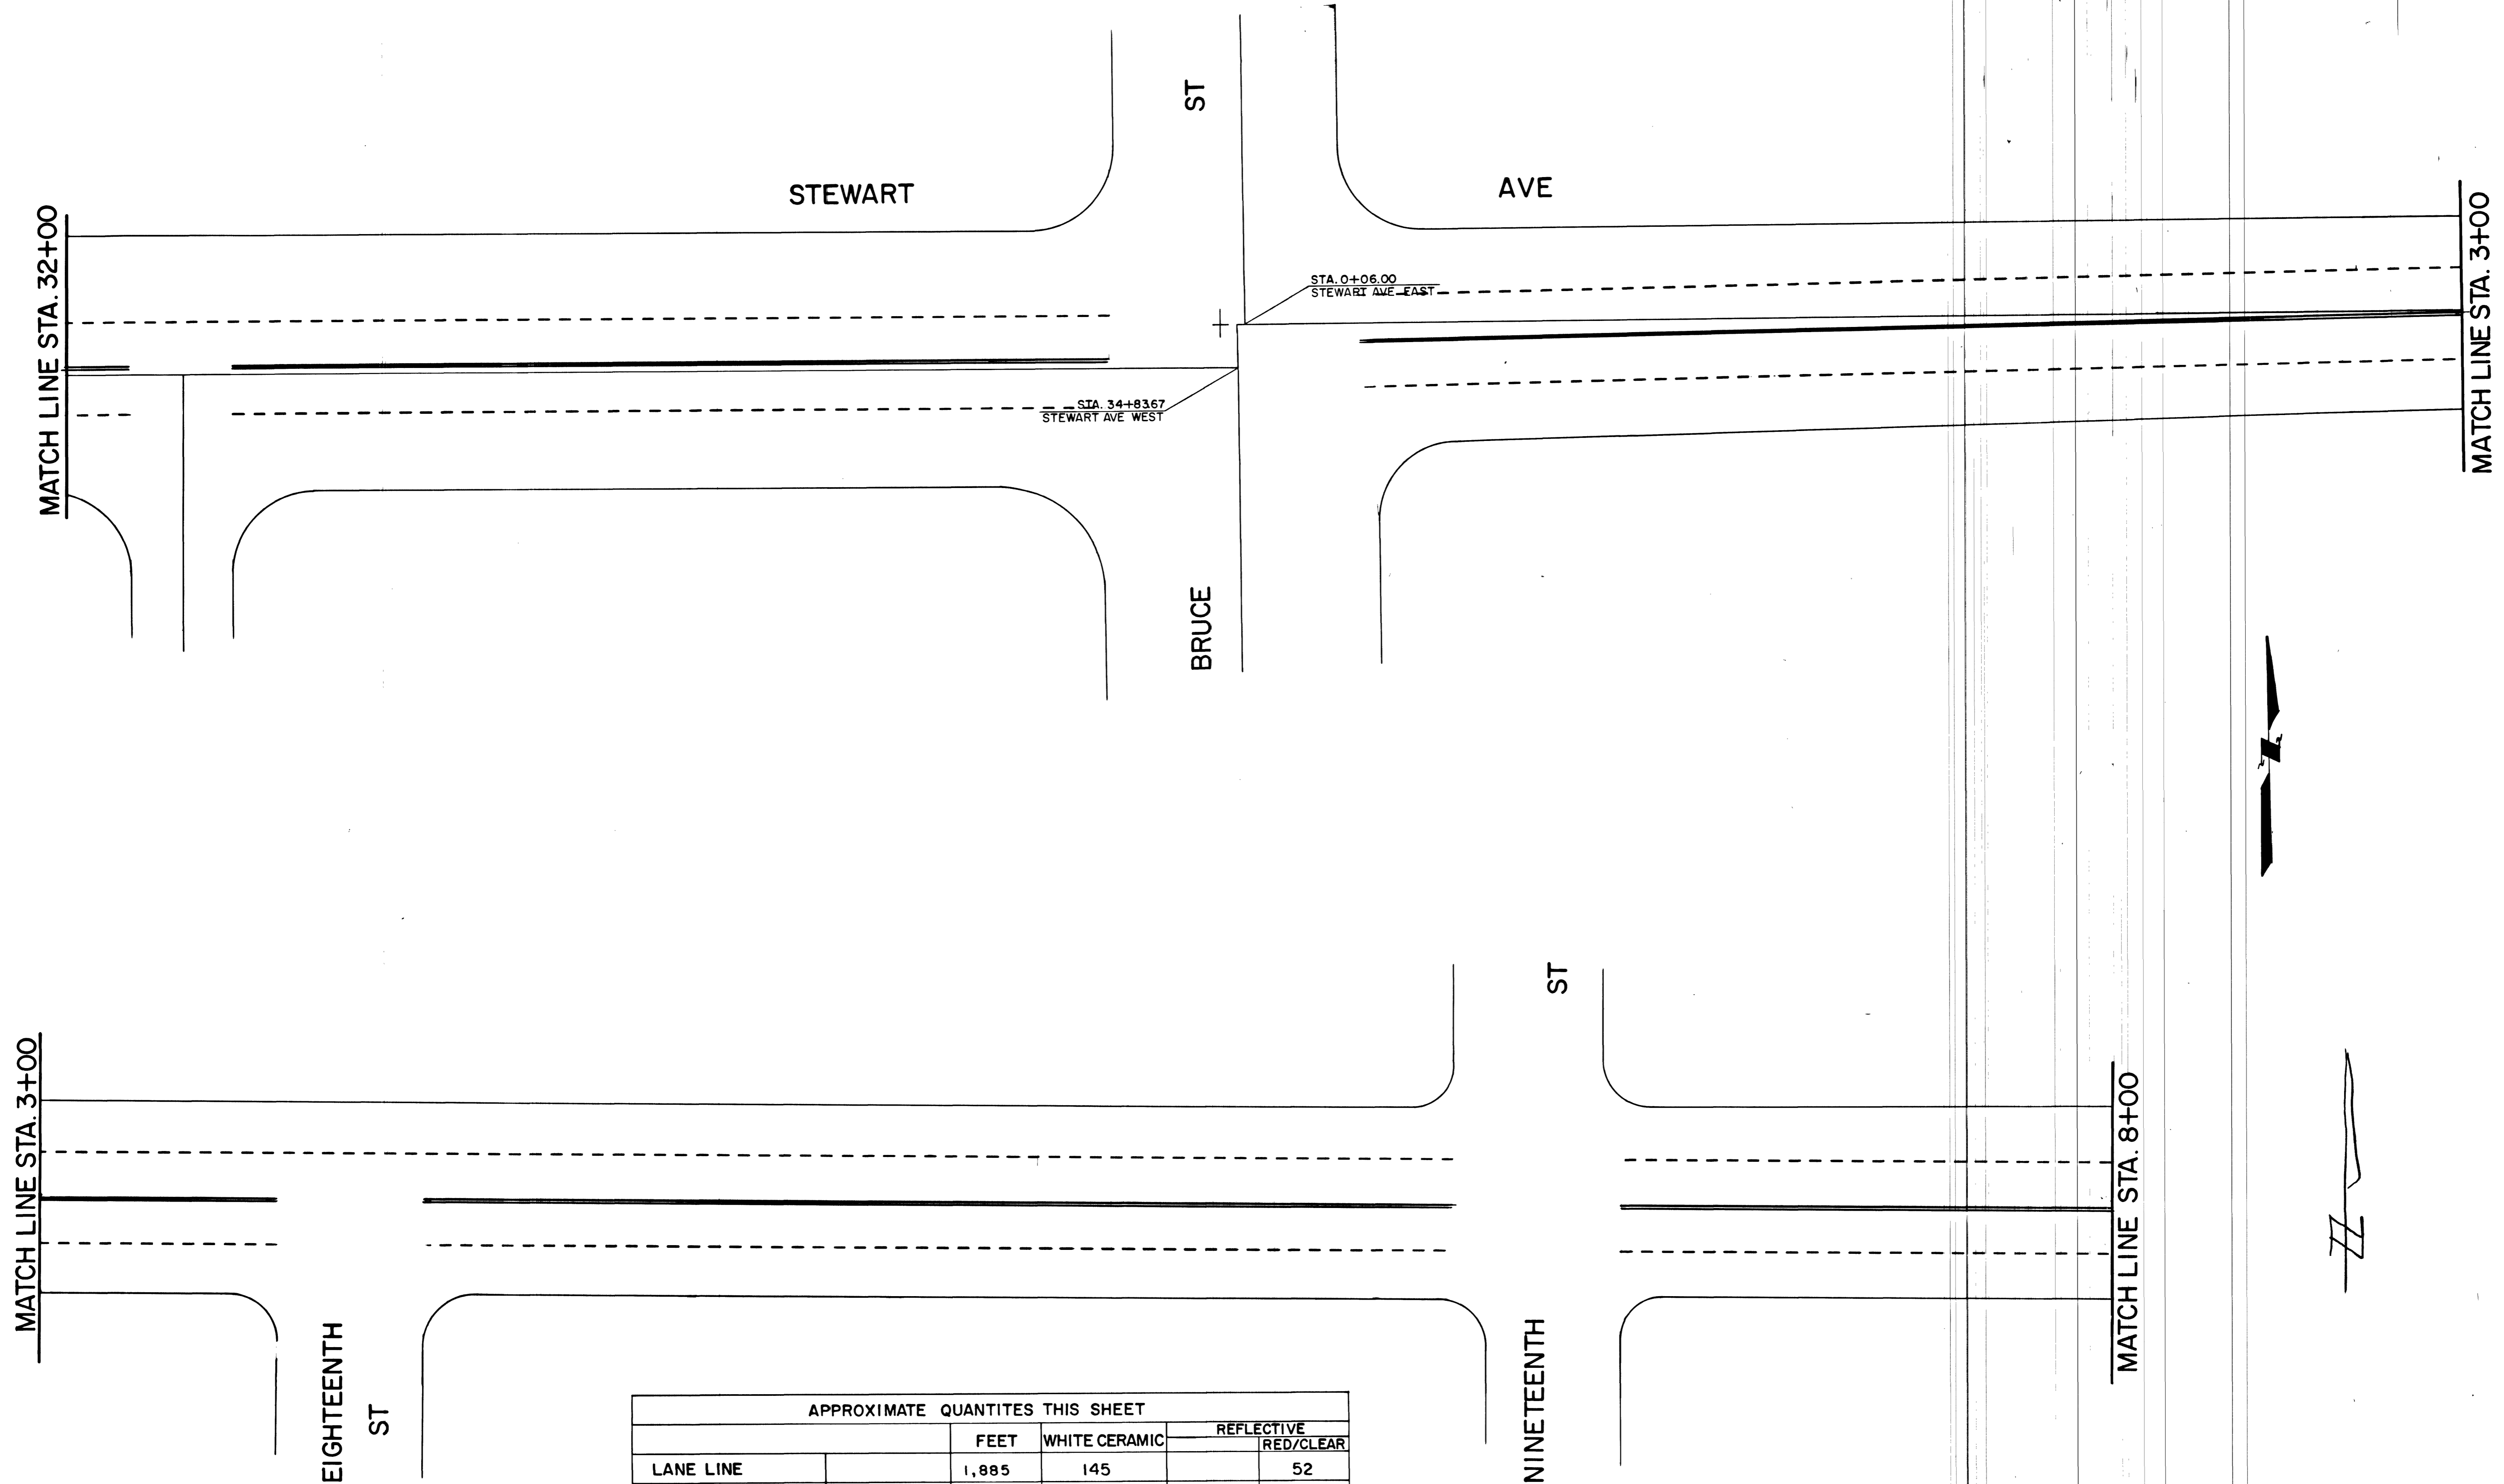 ST
STEWART
AVE
MATCH LINE STA. 32+00
MATCH LINE STA. 3+00
STA. 0+06.00
STEWART AVE EAST
STA. 34+83.67
STEWART AVE WEST
BRUCE
ST
MATCH LINE STA. 3+00
MATCH LINE STA. 8+00
EIGHTEENTH
ST
NINETEENTH
APPROXIMATE QUANTITES THIS SHEET
FEET WHITE CERAMIC REFLECTIVE
RED/CLEAR
LANE LINE 1,885 145 52